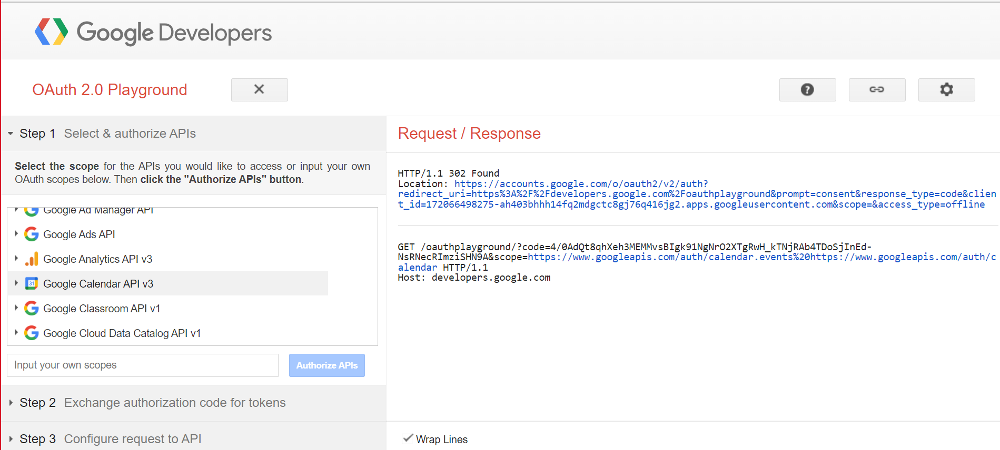 Google Developers
OAuth 2.0 Playground
Step 1 Select & authorize APIs
Select the scope for the APIs you would like to access or input your own
OAuth scopes below. Then click the "Authorize APIs" button.
Google Ad Manager API
Google Ads API
Google Analytics API v3
31
Google Calendar API v3
Google Classroom API v1
Google Cloud Data Catalog API v1
Input your own scopes
Authorize APIs
Step 2 Exchange authorization code for tokens
Step 3 Configure request to API
Request / Response
HTTP/1.1 302 Found
Location: https://accounts.google.com/o/oauth2/v2/auth?
redirect_uri=https%3A%2F%2Fdevelopers.google.com%2Foauthplayground&prompt=consent&response_type=code&clien
t_id=172066498275-ah403bhhh14fq2mdgctc8gj76q416jg2.apps.googleusercontent.com&scope=&access_type=offline
GET /oauthplayground/?code=4/0AdQt8qhXeh3MEMMvsBIgk91NgNrO2XTgRwH_kTNjRAb4TDoSjInEd-
NsRNecRImziSHN9A&scope=https://www.googleapis.com/auth/calendar.events%20https://www.googleapis.com/auth/c
alendar HTTP/1.1
Host: developers.google.com
Wrap Lines